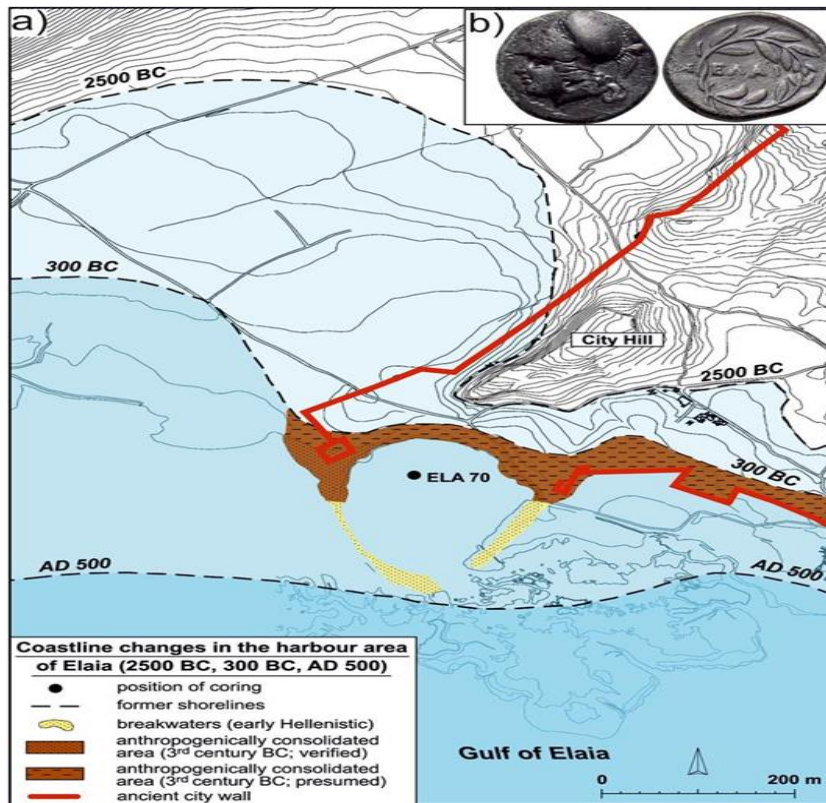 a)
b)
2500 BC
300 BC
City Hill
2500 BC
ELA 70
300 BC
AD 500
AD 500
Coastline changes in the harbour area
of Elaia (2500 BC, 300 BC, AD 500)
position of coring
former shorelines
breakwaters (early Hellenistic)
anthropogenically consolidated
area (3rd century BC; verified)
anthropogenically consolidated
area (3rd century BC; presumed)
ancient city wall
Gulf of Elaia
0 200 m